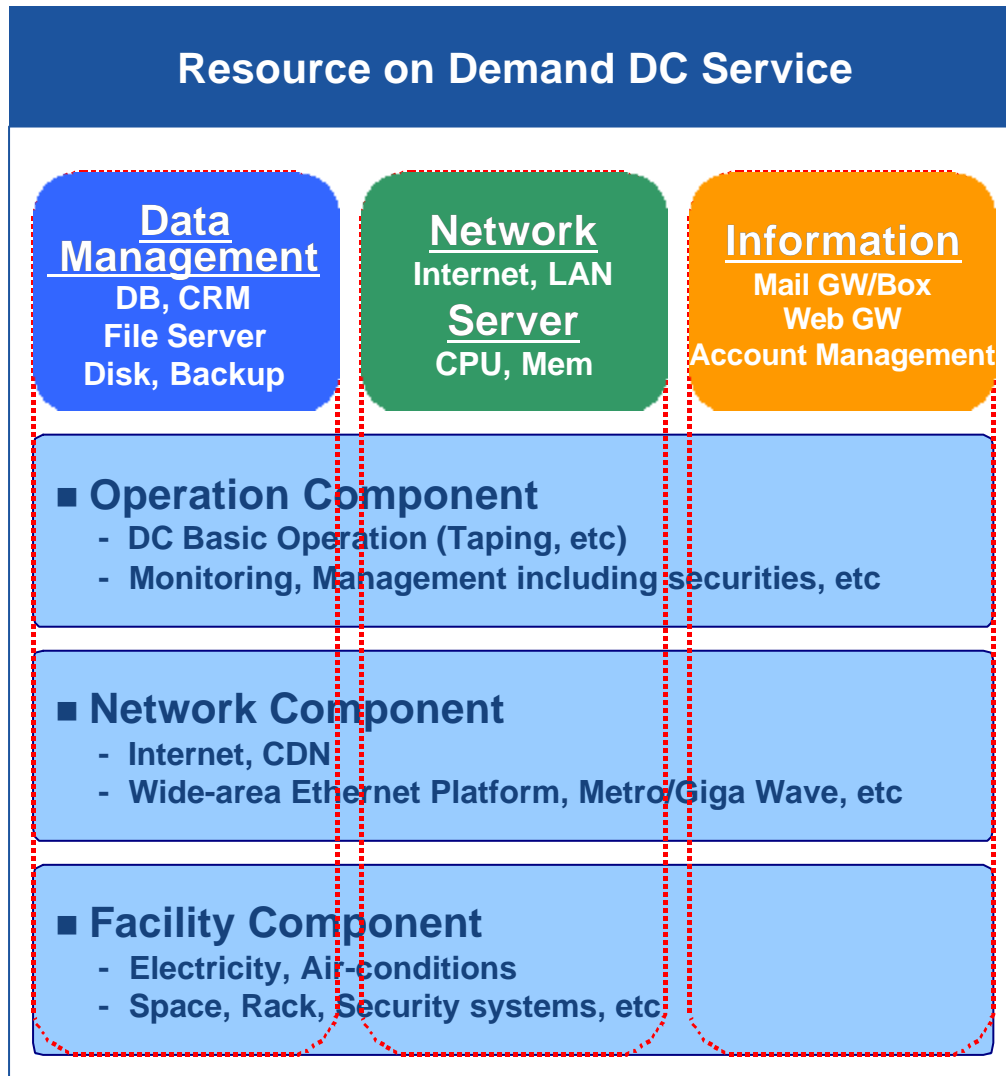 Resource on Demand DC Service
Data
Management
DB, CRM
File Server
Disk, Backup
Network
Internet, LAN
Server
CPU, Mem
Information
Mail GW/Box
Web GW
Account Management
■ Operation Component
- DC Basic Operation (Taping, etc)
- Monitoring, Management including securities, etc
■ Network Component
- Internet, CDN
- Wide-area Ethernet Platform, Metro/Giga Wave, etc
■ Facility Component
- Electricity, Air-conditions
- Space, Rack, Security systems, etc